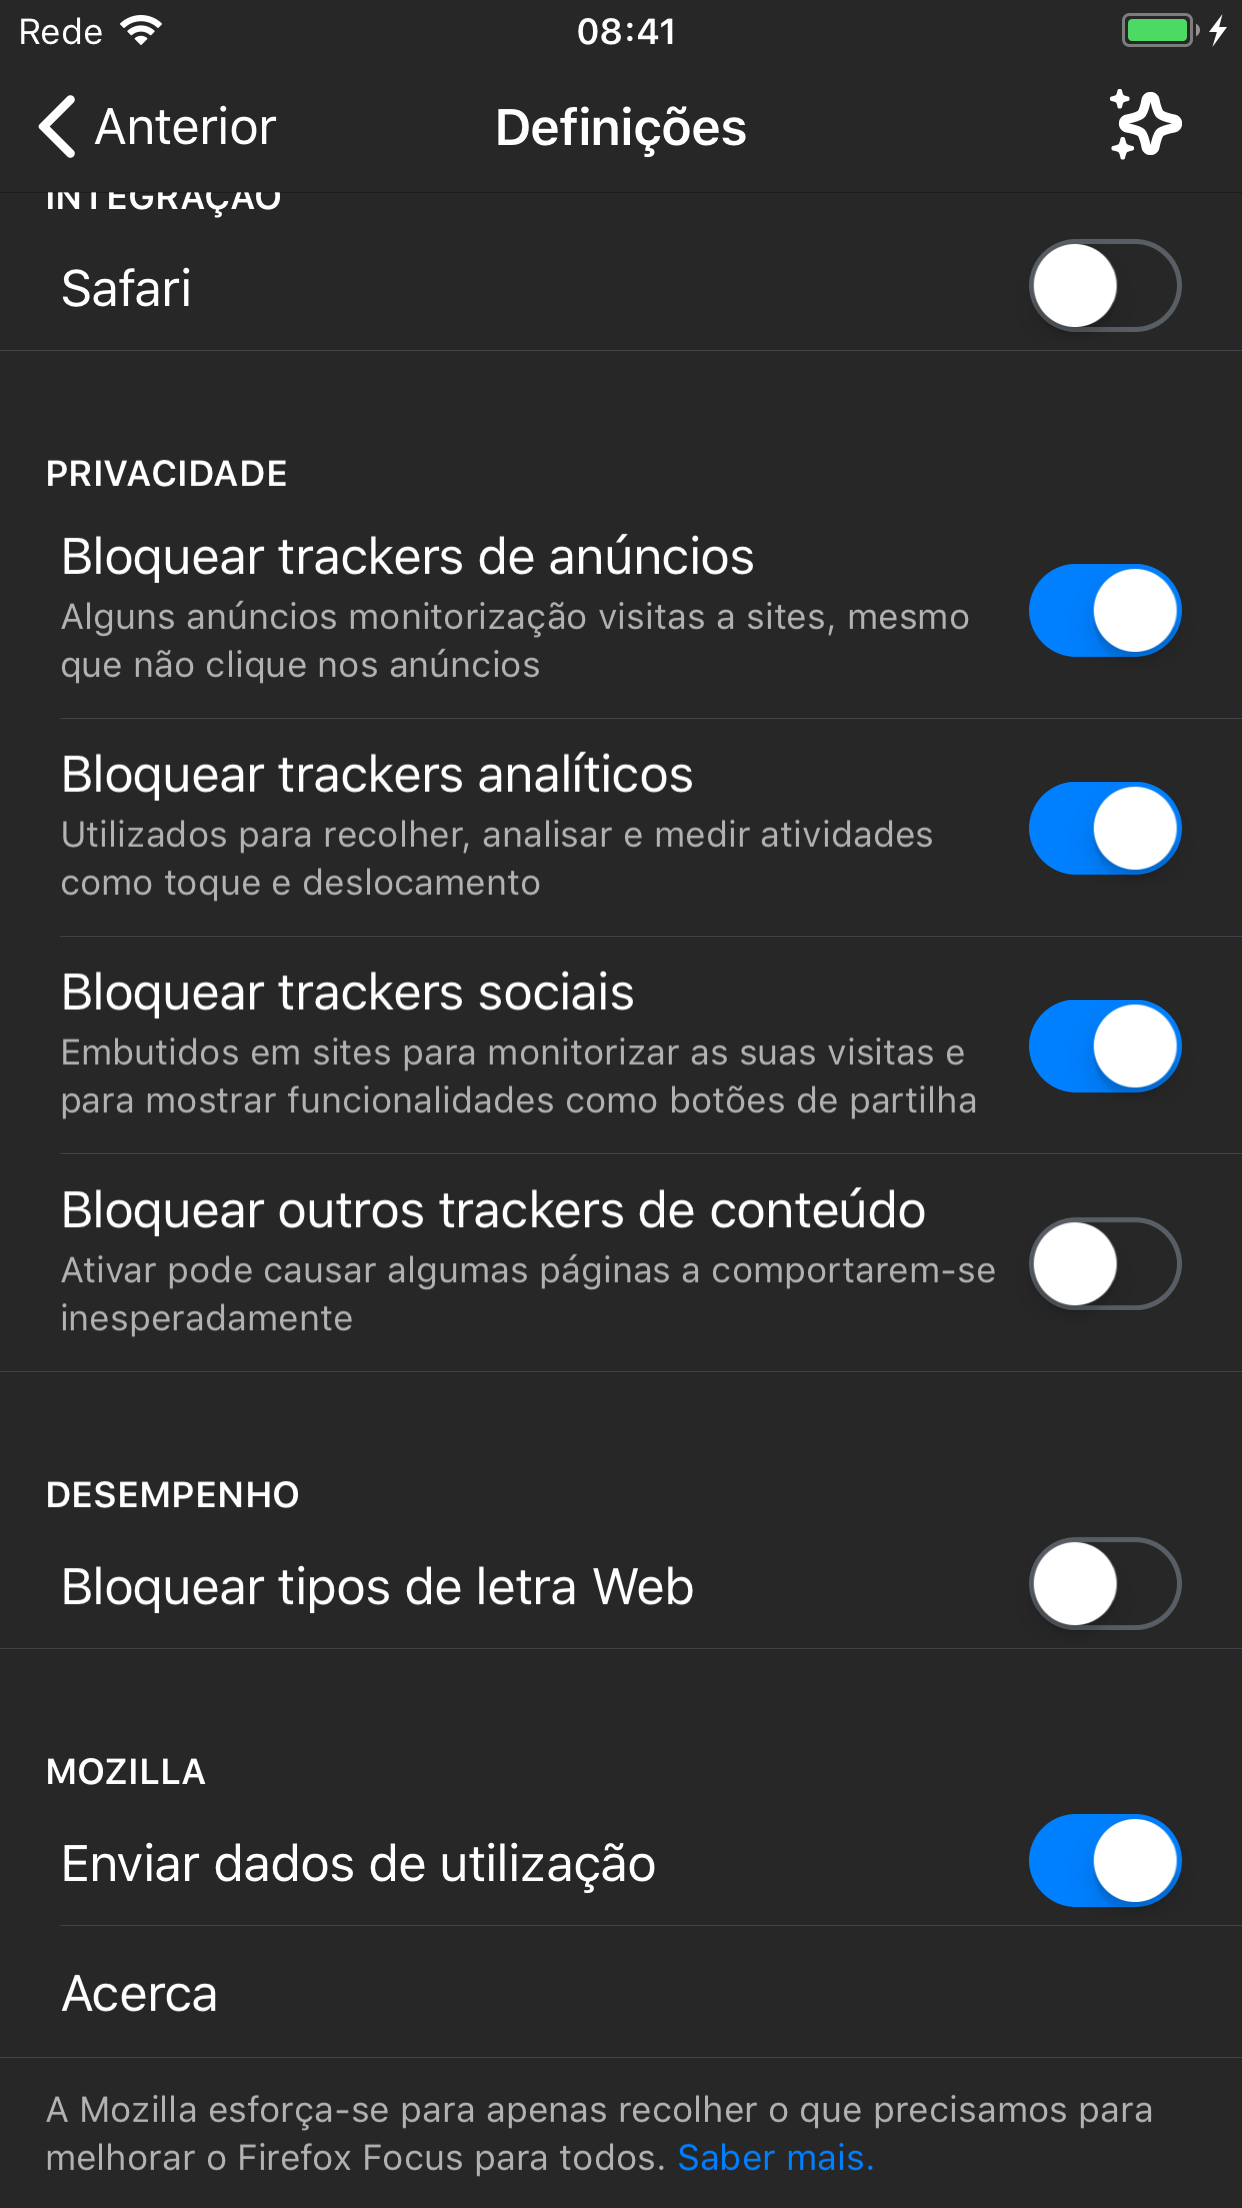 Rede
08:41
Anterior
Definições
INTEGRAÇÃO
Safari
PRIVACIDADE
Bloquear trackers de anúncios
Alguns anúncios monitorização visitas a sites, mesmo
que não clique nos anúncios
Bloquear trackers analíticos
Utilizados para recolher, analisar e medir atividades
como toque e deslocamento
Bloquear trackers sociais
Embutidos em sites para monitorizar as suas visitas e
para mostrar funcionalidades como botões de partilha
Bloquear outros trackers de conteúdo
Ativar pode causar algumas páginas a comportarem-se
inesperadamente
DESEMPENHO
Bloquear tipos de letra Web
MOZILLA
Enviar dados de utilização
Acerca
A Mozilla esforça-se para apenas recolher o que precisamos para
melhorar o Firefox Focus para todos. Saber mais.